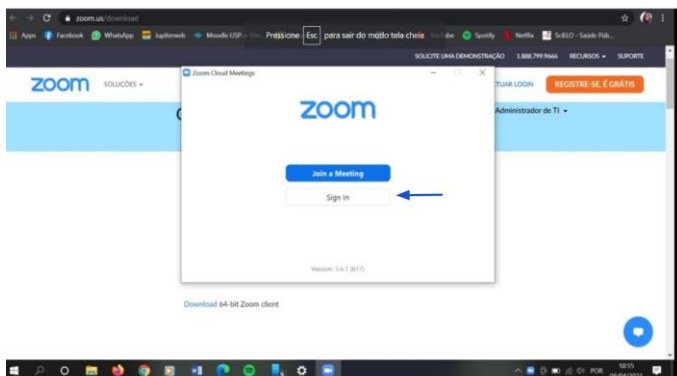 zoom.us/download
Apps Facebook WhatsApp Jupiterweb Moodle USP Pressione Esc para sair do modo tela cheia Spotify Netflix SciELO - Saúde Púb...
SOLICITE UMA DEMONSTRAÇÃO 1.888.799.9666 RECURSOS SUPORTE
zoom SOLUÇÕES LOGIN REGISTRE-SE, É GRÁTIS
Administrador de TI
Zoom Cloud Meetings
zoom
Join a Meeting
Sign In
Version: 5.6.1 (617)
Download 64-bit Zoom client
POR 18:55